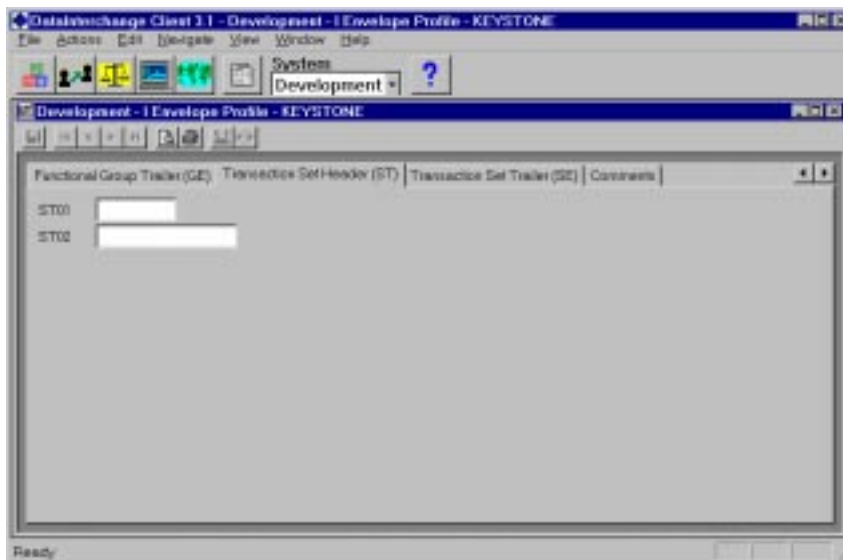 DataInterchange Client 3.1 - Development - I Envelope Profile - KEYSTONE
File Actions Edit Navigate View Window Help
System
Development
?
Development - I Envelope Profile - KEYSTONE
Functional Group Trailer (GE) Transaction Set Header (ST) Transaction Set Trailer (SE) Comments
ST01
ST02
Ready